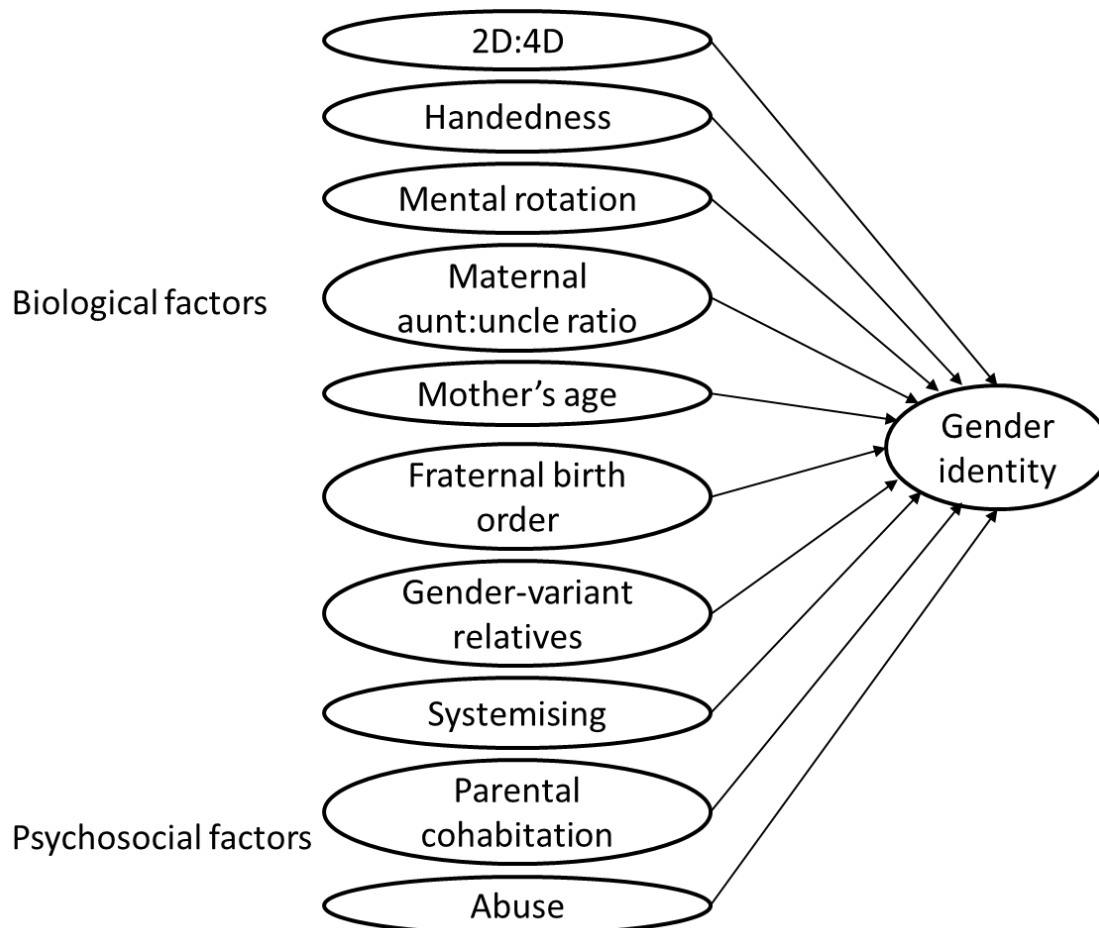 2D:4D
Handedness
Mental rotation
Maternal
aunt:uncle ratio
Biological factors
Mother’s age
Fraternal birth
order
Gender
identity
Gender-variant
relatives
Systemising
Parental
cohabitation
Psychosocial factors
Abuse